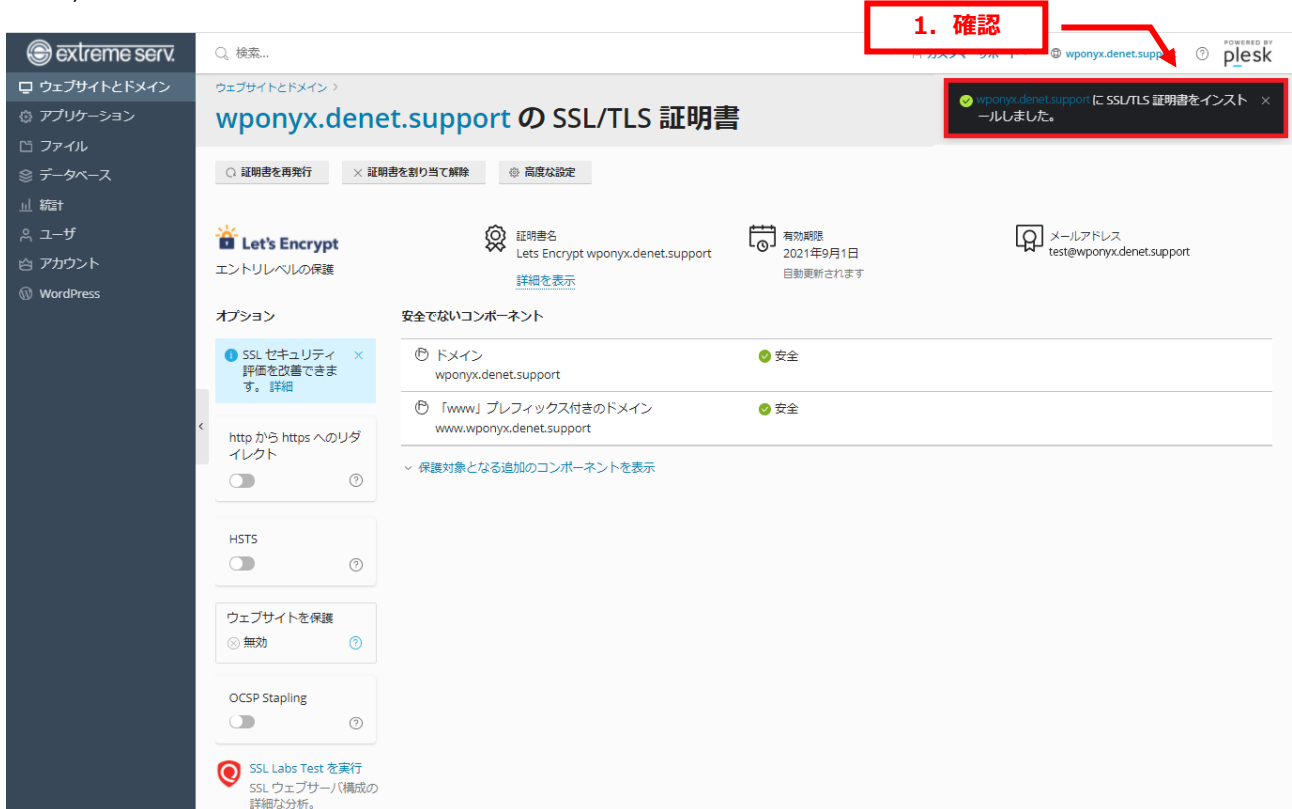 1. 確認
extreme serv.
検索...
wponyx.denet.support
POWERED BY
plesk
ウェブサイトとドメイン
アプリケーション
ファイル
データベース
統計
ユーザ
アカウント
WordPress
ウェブサイトとドメイン
wponyx.denet.support の SSL/TLS 証明書
wponyx.denet.support に SSL/TLS 証明書をインスト
ールしました。
証明書を再発行
証明書を割り当て解除
高度な設定
Let's Encrypt
エントリレベルの保護
証明書名
Lets Encrypt wponyx.denet.support
詳細を表示
有効期限
2021年9月1日
自動更新されます
メールアドレス
test@wponyx.denet.support
オプション
SSL セキュリティ
評価を改善できま
す。 詳細
http から https へのリダ
イレクト
HSTS
ウェブサイトを保護
無効
OCSP Stapling
SSL Labs Test を実行
SSL ウェブサーバ構成の
詳細な分析。
安全でないコンポーネント
ドメイン
wponyx.denet.support
安全
「www」プレフィックス付きのドメイン
www.wponyx.denet.support
安全
保護対象となる追加のコンポーネントを表示